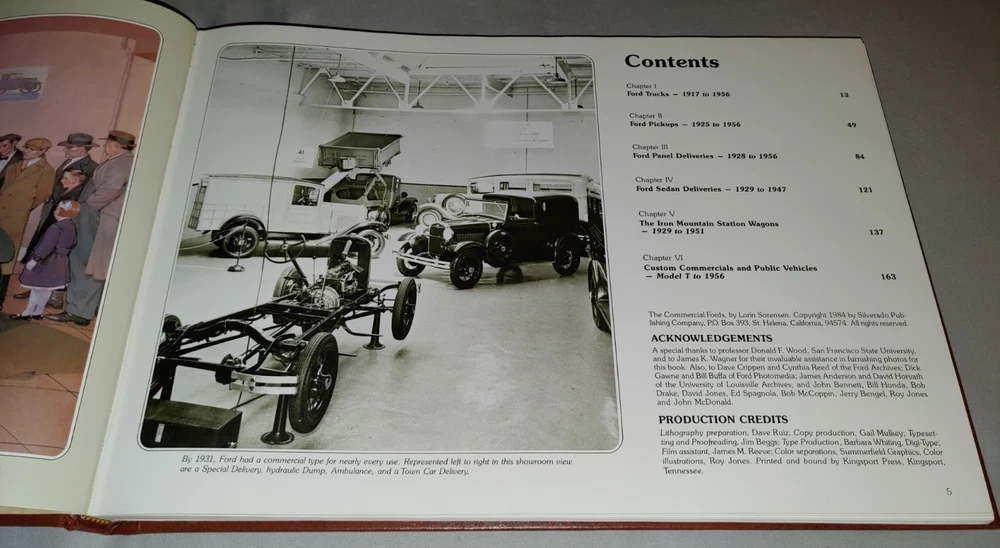 41
By 1931, Ford had a commercial type for nearly every use. Represented left to right in this showroom view
are a Special Delivery, hydraulic Dump, Ambulance, and a Town Car Delivery.
Contents
Chapter I
Ford Trucks — 1917 to 1956 13
Chapter II
Ford Pickups — 1925 to 1956 49
Chapter III
Ford Panel Deliveries — 1928 to 1956 84
Chapter IV
Ford Sedan Deliveries — 1929 to 1947 121
Chapter V
The Iron Mountain Station Wagons
— 1929 to 1951 137
Chapter VI
Custom Commercials and Public Vehicles
— Model T to 1956 163
The Commercial Fords, by Lorin Sorensen. Copyright 1984 by Silverado Pub-
lishing Company, P.O. Box 393, St. Helena, California, 94574. All rights reserved.
ACKNOWLEDGEMENTS
A special thanks to professor Donald F. Wood, San Francisco State University,
and to James K. Wagner for their invaluable assistance in furnishing photos for
this book. Also, to Dave Crippen and Cynthia Reed of the Ford Archives; Dick
Gawne and Bill Buffa of Ford Photomedia; James Anderson and David Horvath
of the University of Louisville Archives; and John Bennett, Bill Honda, Bob
Drake, David Jones, Ed Spagnola, Bob McCoppin, Jerry Bengel, Roy Jones
and John McDonald.
PRODUCTION CREDITS
Lithography preparation, Dave Ruiz; Copy production, Gail Mulkey; Typeset-
ting and Proofreading, Jim Beggs; Type Production, Barbara Whiting, Digi-Type;
Film assistant, James M. Reeve; Color separations, Summerfield Graphics; Color
illustrations, Roy Jones. Printed and bound by Kingsport Press, Kingsport,
Tennessee.
5